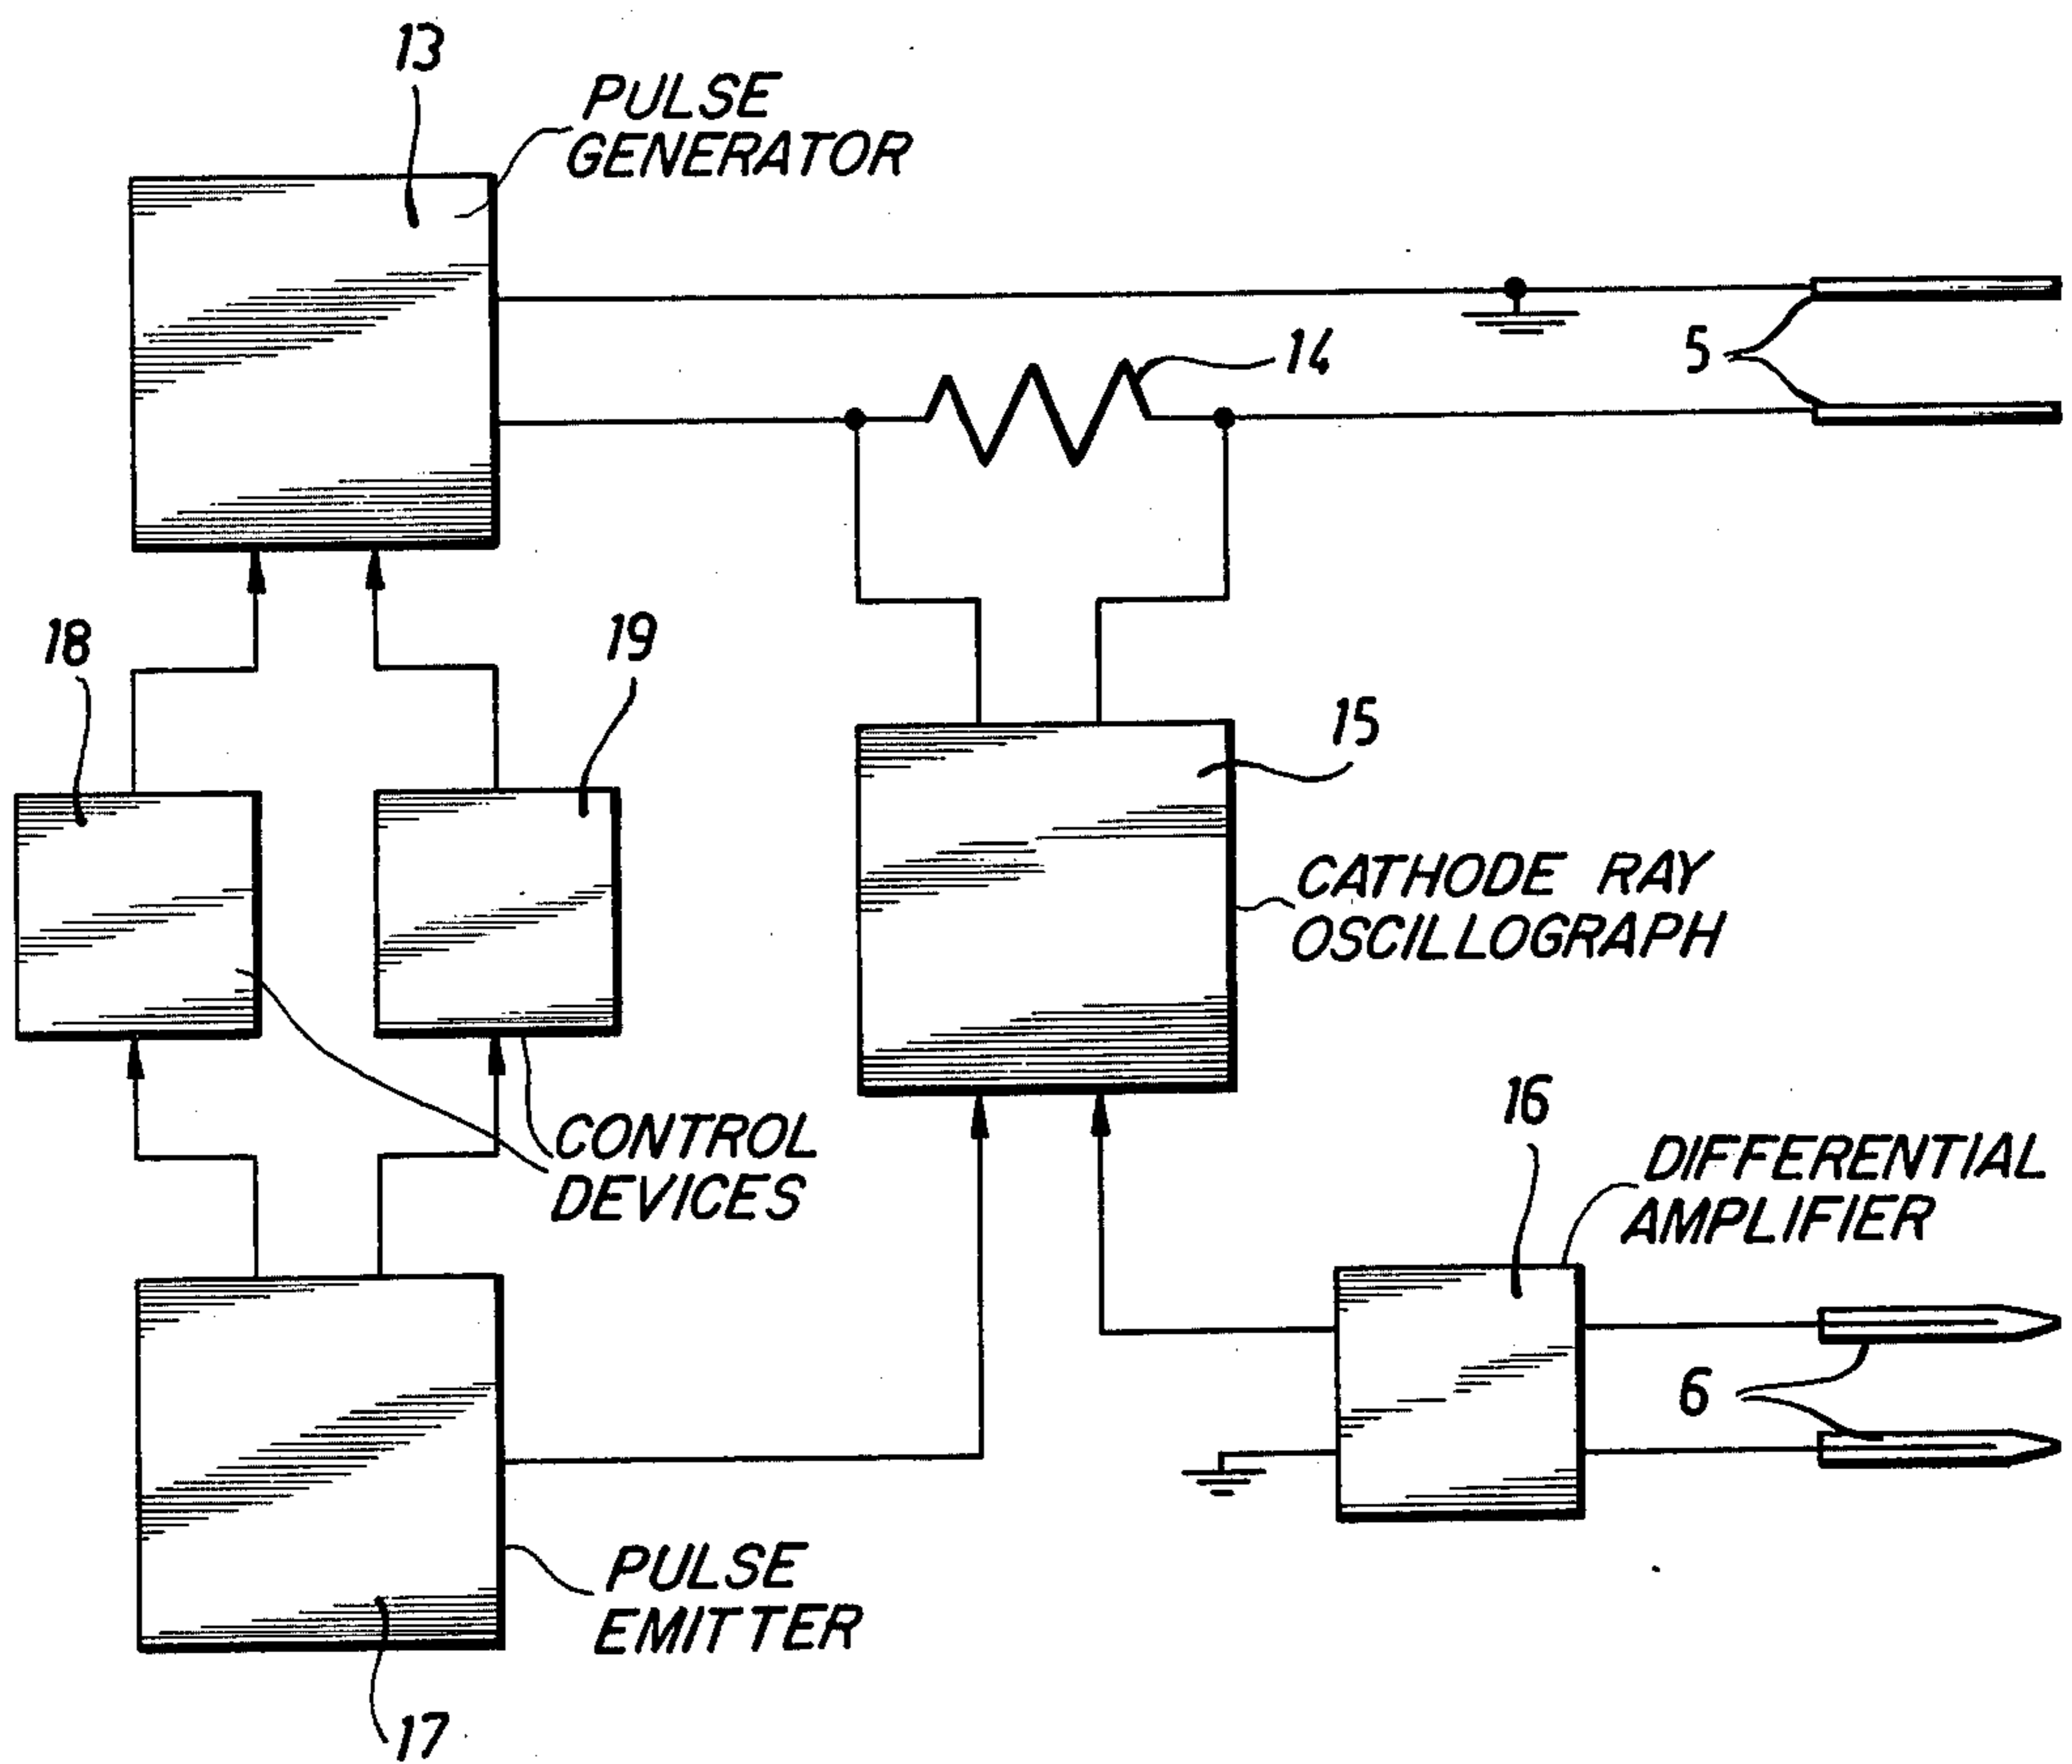 13
PULSE
GENERATOR
5
14
18
19
15
CATHODE RAY
OSCILLOGRAPH
16
CONTROL
DEVICES
DIFFERENTIAL
AMPLIFIER
6
PULSE
EMITTER
17